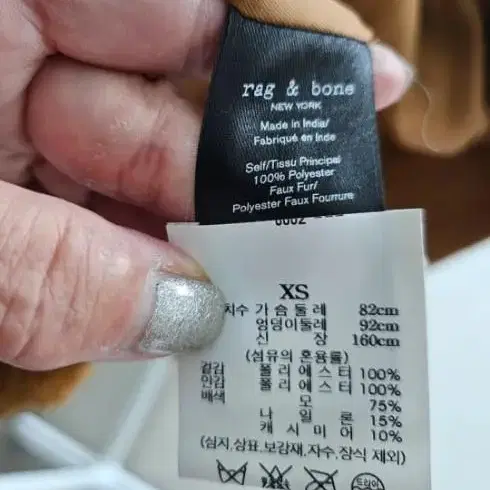 rag & bone
NEW YORK
Made in India/
Fabriqué en Inde
Self/Tissu Principal
100% Polyester
Faux Fur/
Polyester Faux Fourrure
XS
치수 가슴둘레 82cm
엉덩이둘레 92cm
신 장 160cm
(섬유의 혼용률)
겉감 폴리에스터 100%
안감 폴리에스티 100%
배색 모 75%
나일론 15%
캐시미어 10%
(심지,상표,보강재,자수,장식 제외)